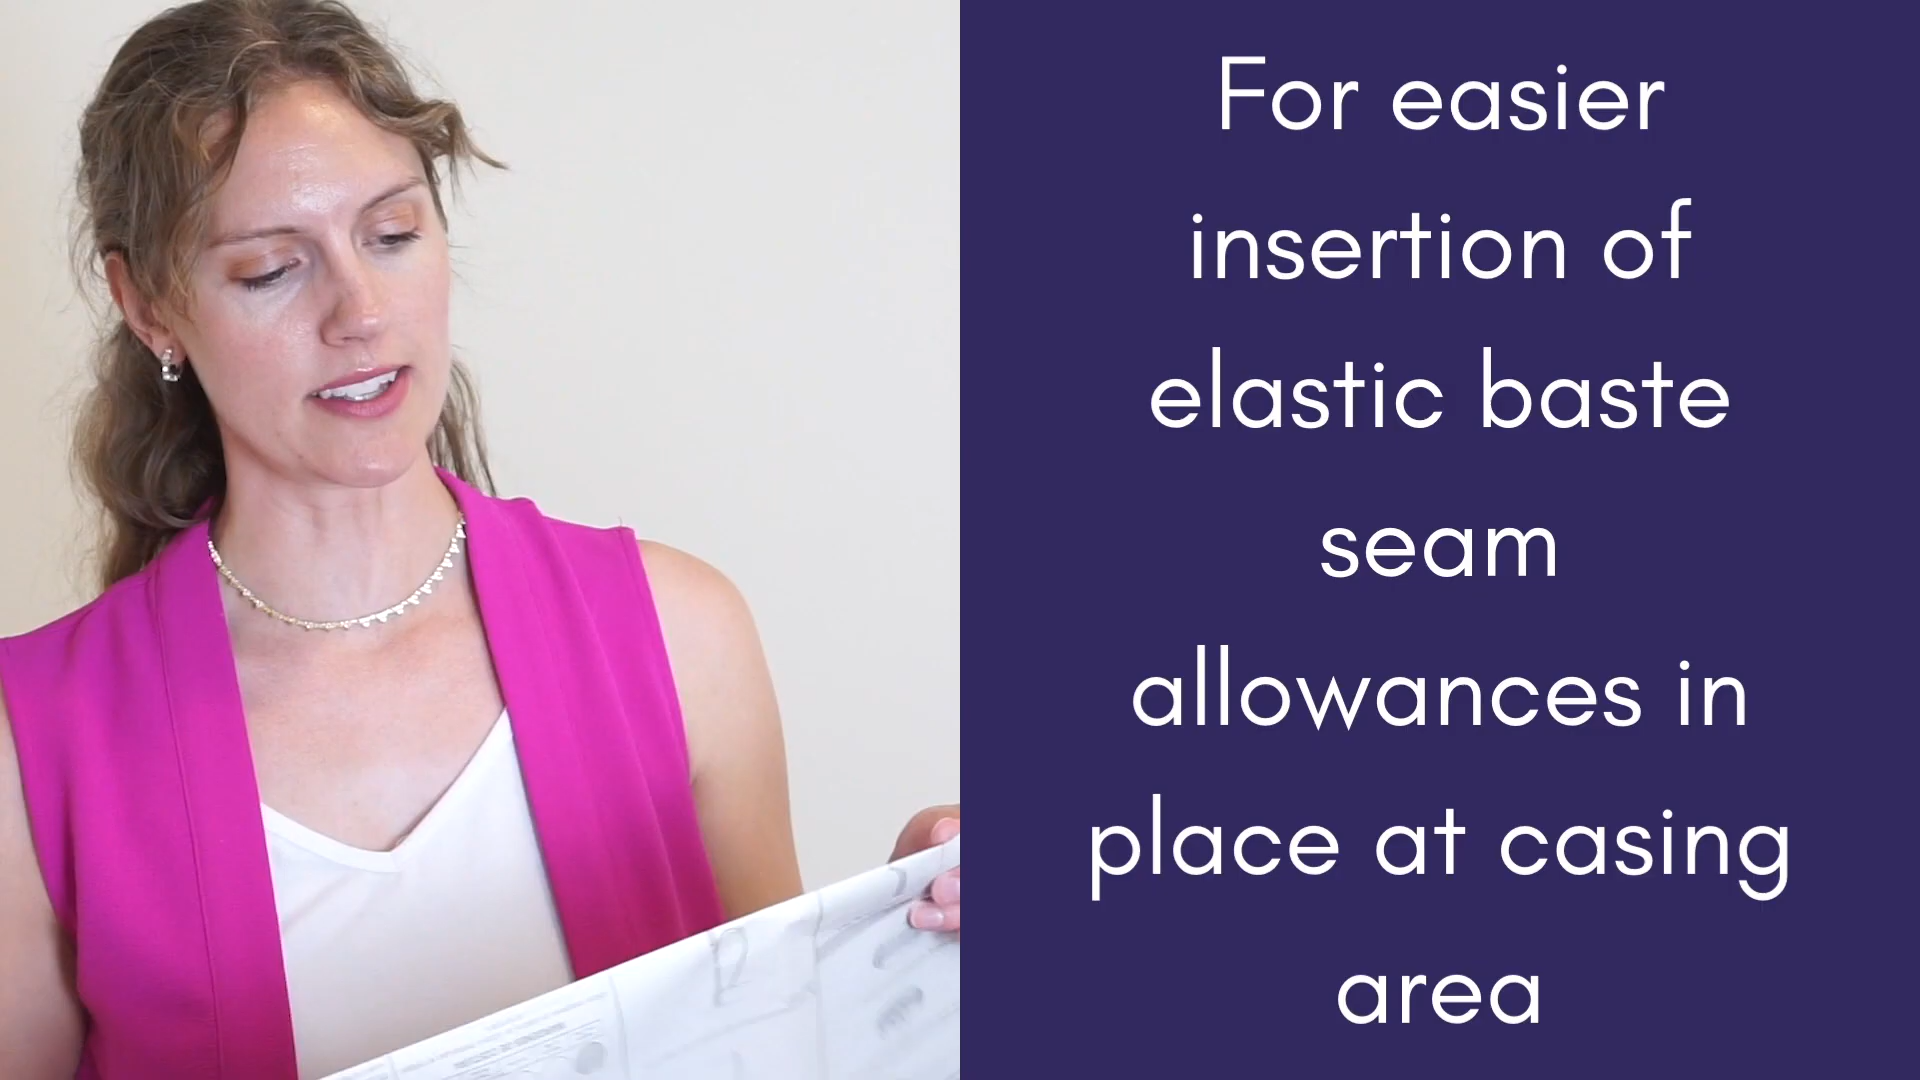 For easier
insertion of
elastic baste
seam
allowances in
place at casing
area